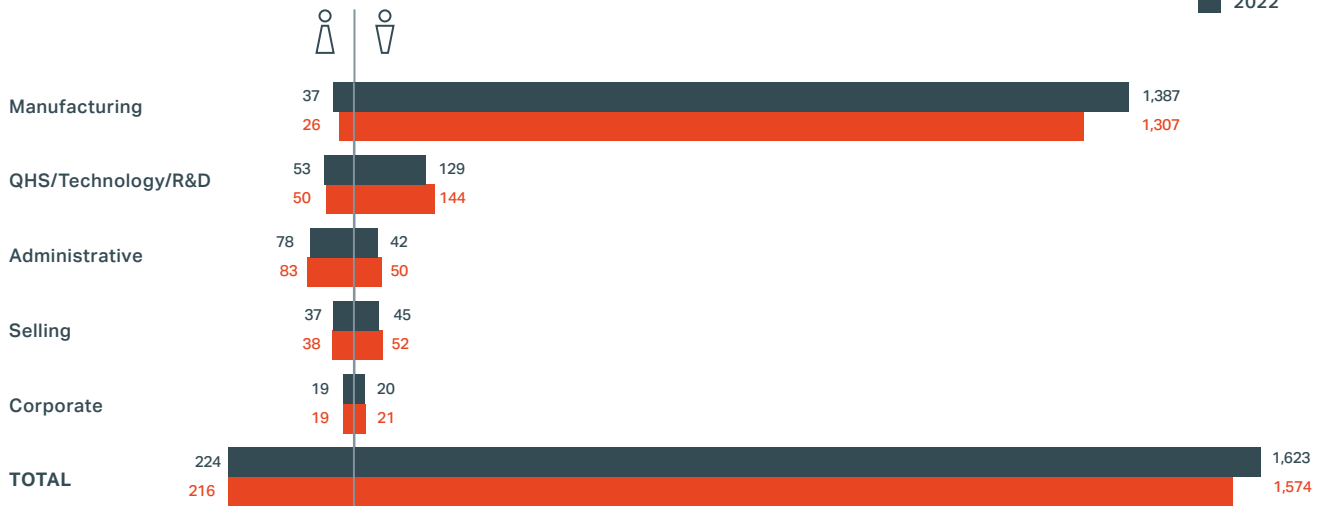 2022
37 1,387
Manufacturing
26 1,307
53 129
QHS/Technology/R&D
50 144
78 42
Administrative
83 50
37 45
Selling
38 52
19 20
Corporate
19 21
224 1,623
TOTAL
216 1,574